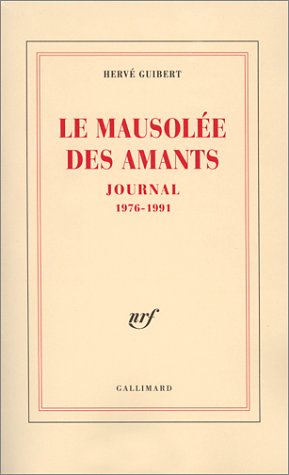 HERVÉ GUIBERT
LE MAUSOLÉE
DES AMANTS
JOURNAL
1976-1991
nrf
GALLIMARD